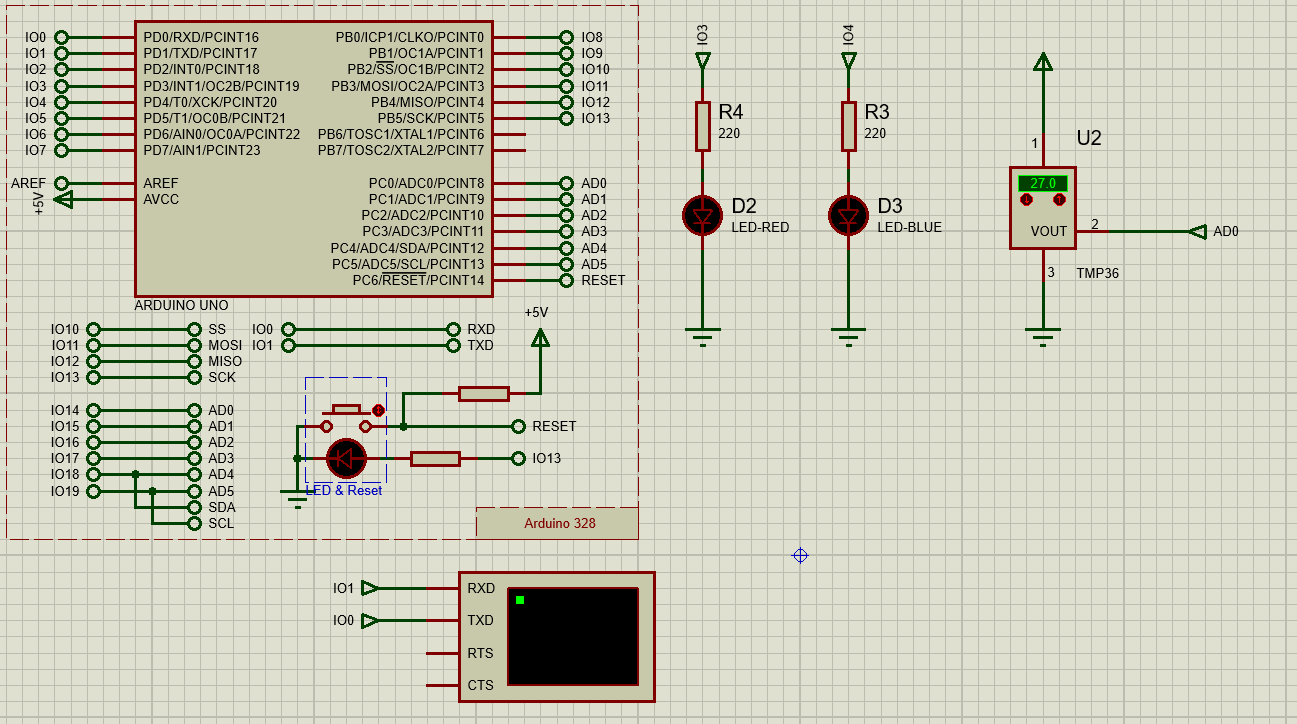 IO0 PD0/RXD/PCINT16 PB0/ICP1/CLKO/PCINT0 IO8
IO1 PD1/TXD/PCINT17 PB1/OC1A/PCINT1 IO9
IO2 PD2/INT0/PCINT18 PB2/SS/OC1B/PCINT2 IO10
IO3 PD3/INT1/OC2B/PCINT19 PB3/MOSI/OC2A/PCINT3 IO11
IO4 PD4/T0/XCK/PCINT20 PB4/MISO/PCINT4 IO12
IO5 PD5/T1/OC0B/PCINT21 PB5/SCK/PCINT5 IO13
IO6 PD6/AIN0/OC0A/PCINT22 PB6/TOSC1/XTAL1/PCINT6
IO7 PD7/AIN1/PCINT23 PB7/TOSC2/XTAL2/PCINT7
AREF AREF PC0/ADC0/PCINT8 AD0
+5V AVCC PC1/ADC1/PCINT9 AD1
PC2/ADC2/PCINT10 AD2
PC3/ADC3/PCINT11 AD3
PC4/ADC4/SDA/PCINT12 AD4
PC5/ADC5/SCL/PCINT13 AD5
PC6/RESET/PCINT14 RESET
ARDUINO UNO
IO10 SS IO0 RXD
IO11 MOSI IO1 TXD
IO12 MISO
IO13 SCK
+5V
IO14 AD0
IO15 AD1
IO16 AD2
IO17 AD3
IO18 AD4
IO19 AD5
SDA
SCL
RESET
IO13
LED & Reset
Arduino 328
IO3
R4
220
D2
LED-RED
IO4
R3
220
D3
LED-BLUE
1
U2
27.0
VOUT
2
AD0
3
TMP36
IO1 RXD
IO0 TXD
RTS
CTS